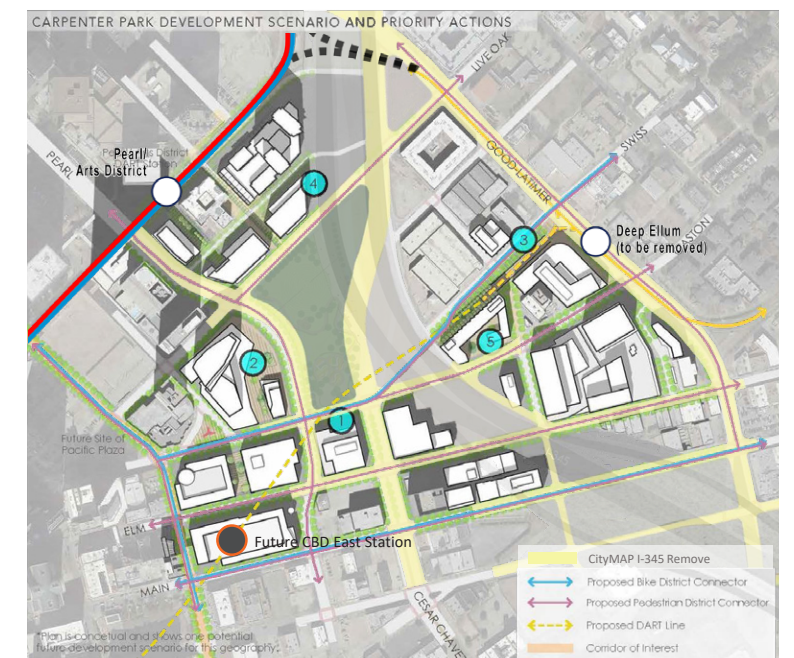 CARPENTER PARK DEVELOPMENT SCENARIO AND PRIORITY ACTIONS
LIVE OAK
PEARL
Pearl/
Arts District
GOOD-LATIMER
SWISS
4
3
Deep Ellum
(to be removed)
5
2
1
Future Site of
Pacific Plaza
ELM
Future CBD East Station
MAIN
CESAR CHAVE
CityMAP I-345 Remove
Proposed Bike District Connector
Proposed Pedestrian District Connector
Proposed DART Line
Corridor of Interest
*Plan is concetual and shows one potential
future development scenario for this geography.